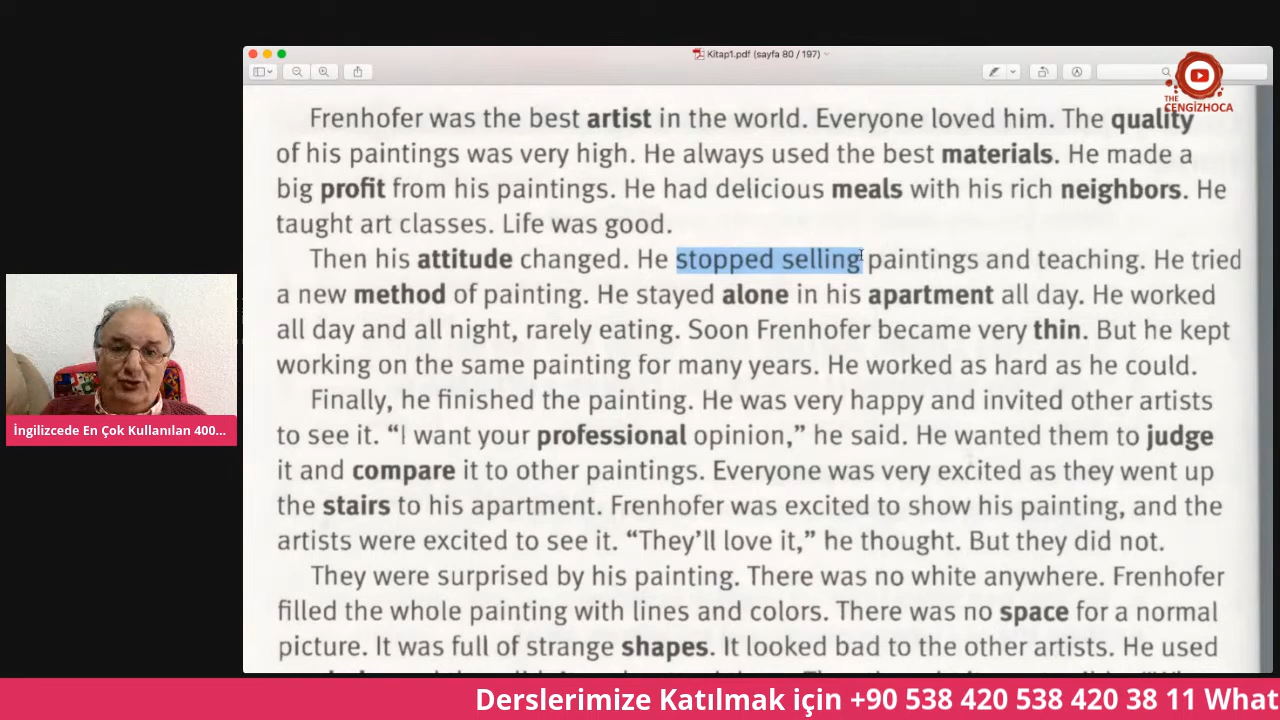 Kitap1.pdf (sayfa 80 / 197)
THE
CENGİZHOCA
Frenhofer was the best artist in the world. Everyone loved him. The quality
of his paintings was very high. He always used the best materials. He made a
big profit from his paintings. He had delicious meals with his rich neighbors. He
taught art classes. Life was good.
Then his attitude changed. He stopped selling paintings and teaching. He tried
a new method of painting. He stayed alone in his apartment all day. He worked
all day and all night, rarely eating. Soon Frenhofer became very thin. But he kept
working on the same painting for many years. He worked as hard as he could.
Finally, he finished the painting. He was very happy and invited other artists
to see it. “I want your professional opinion,” he said. He wanted them to judge
it and compare it to other paintings. Everyone was very excited as they went up
the stairs to his apartment. Frenhofer was excited to show his painting, and the
artists were excited to see it. “They’ll love it,” he thought. But they did not.
They were surprised by his painting. There was no white anywhere. Frenhofer
filled the whole painting with lines and colors. There was no space for a normal
picture. It was full of strange shapes. It looked bad to the other artists. He used
İngilizcede En Çok Kullanılan 400...
Derslerimize Katılmak için +90 538 420 538 420 38 11 What